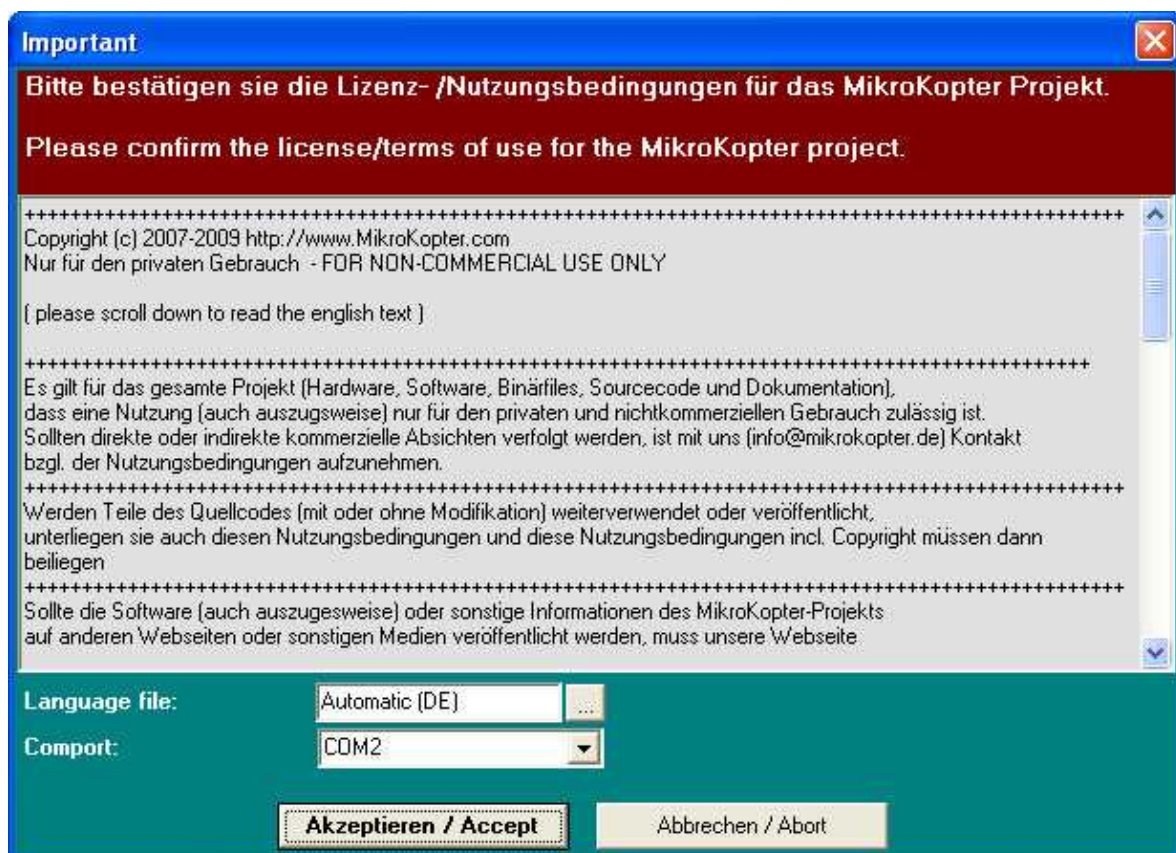 Important
Bitte bestätigen sie die Lizenz- /Nutzungsbedingungen für das MikroKopter Projekt.
Please confirm the license/terms of use for the MikroKopter project.
++++++++++++++++++++++++++++++++++++++++++++++++++++++++++++++++++++++++++++++++++++++++++++++++
Copyright (c) 2007-2009 http://www.MikroKopter.com
Nur für den privaten Gebrauch - FOR NON-COMMERCIAL USE ONLY
( please scroll down to read the english text )
+++++++++++++++++++++++++++++++++++++++++++++++++++++++++++++++++++++++++++++++++++++++++++++
Es gilt für das gesamte Projekt (Hardware, Software, Binärfiles, Sourcecode und Dokumentation),
dass eine Nutzung (auch auszugsweise) nur für den privaten und nichtkommerziellen Gebrauch zulässig ist.
Sollten direkte oder indirekte kommerzielle Absichten verfolgt werden, ist mit uns (info@mikrokopter.de) Kontakt
bzgl. der Nutzungsbedingungen aufzunehmen.
++++++++++++++++++++++++++++++++++++++++++++++++++++++++++++++++++++++++++++++++++++++++++++++++
Werden Teile des Quellcodes (mit oder ohne Modifikation) weiterverwendet oder veröffentlicht,
unterliegen sie auch diesen Nutzungsbedingungen und diese Nutzungsbedingungen incl. Copyright müssen dann
beiliegen
++++++++++++++++++++++++++++++++++++++++++++++++++++++++++++++++++++++++++++++++++++++++++++++++
Sollte die Software (auch auszugesweise) oder sonstige Informationen des MikroKopter-Projekts
auf anderen Webseiten oder sonstigen Medien veröffentlicht werden, muss unsere Webseite
Language file: Automatic (DE) ...
Comport: COM2
Akzeptieren / Accept Abbrechen / Abort